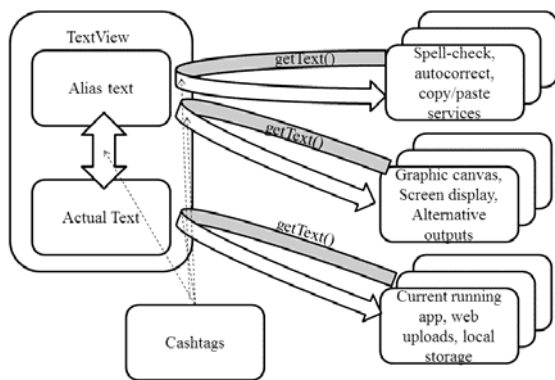 TextView
Alias text
Actual Text
Cashtags
getText()
Spell-check,
autocorrect,
copy/paste
services
getText()
Graphic canvas,
Screen display,
Alternative
outputs
getText()
Current running
app, web
uploads, local
storage